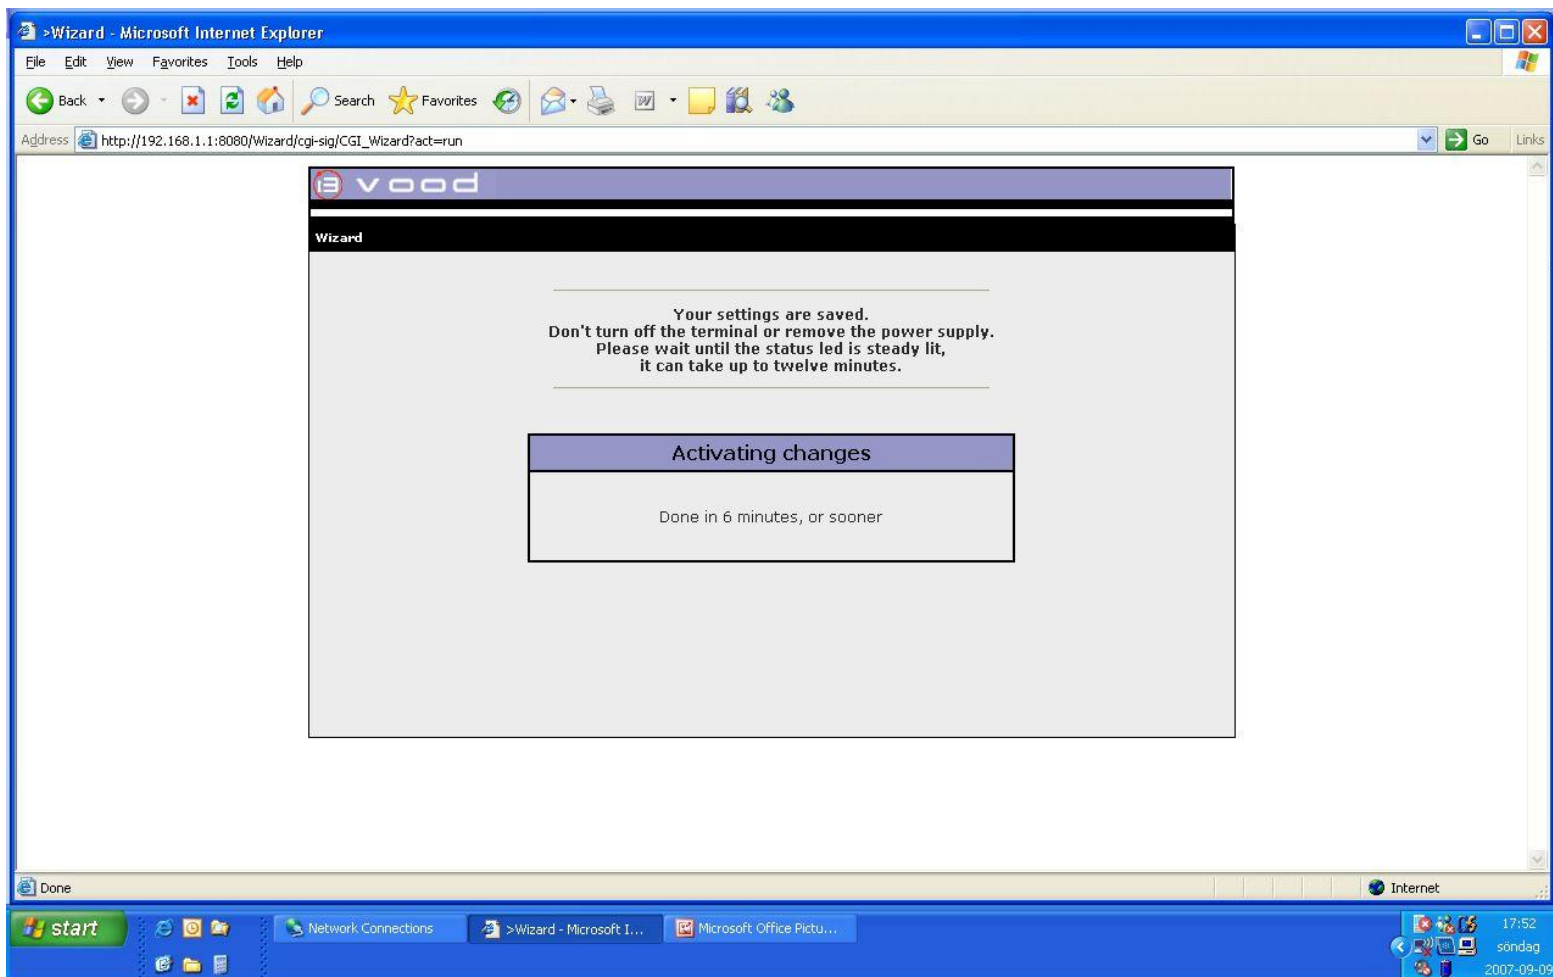 >Wizard - Microsoft Internet Explorer
File Edit View Favorites Tools Help
Back Search Favorites
Address http://192.168.1.1:8080/Wizard/cgi-sig/CGI_Wizard?act=run Go Links
i3 vood
Wizard
Your settings are saved.
Don't turn off the terminal or remove the power supply.
Please wait until the status led is steady lit,
it can take up to twelve minutes.
Activating changes
Done in 6 minutes, or sooner
Done Internet
start Network Connections >Wizard - Microsoft I... Microsoft Office Pictu... 17:52
söndag
2007-09-09